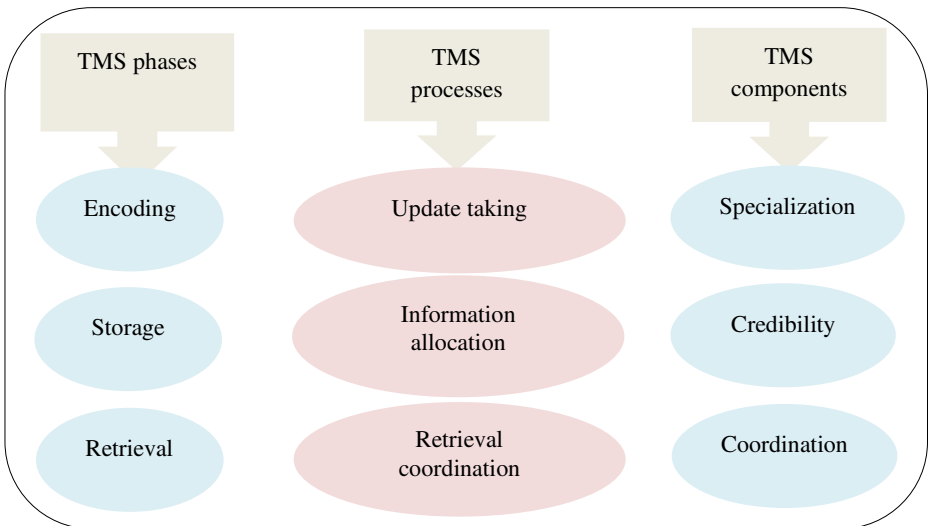 TMS phases
Encoding
Storage
Retrieval
TMS
processes
Update taking
Information
allocation
Retrieval
coordination
TMS
components
Specialization
Credibility
Coordination